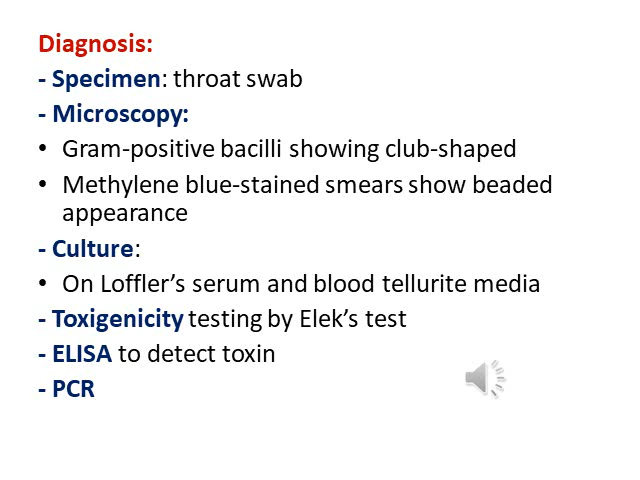 Diagnosis:
- Specimen: throat swab
- Microscopy:
• Gram-positive bacilli showing club-shaped
• Methylene blue-stained smears show beaded
appearance
- Culture:
• On Loffler’s serum and blood tellurite media
- Toxigenicity testing by Elek’s test
- ELISA to detect toxin
- PCR